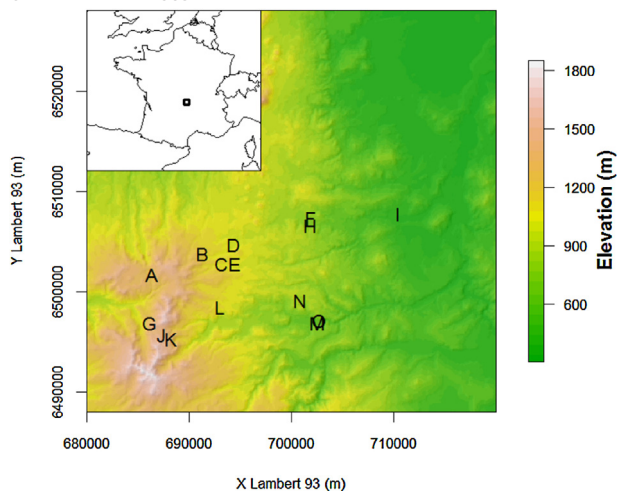 6520000
6510000
6500000
6490000
Y Lambert 93 (m)
F
H
I
D
B
C E
A
N
L
G
O
M
J K
680000 690000 700000 710000
X Lambert 93 (m)
1800
1500
1200
900
600
Elevation (m)